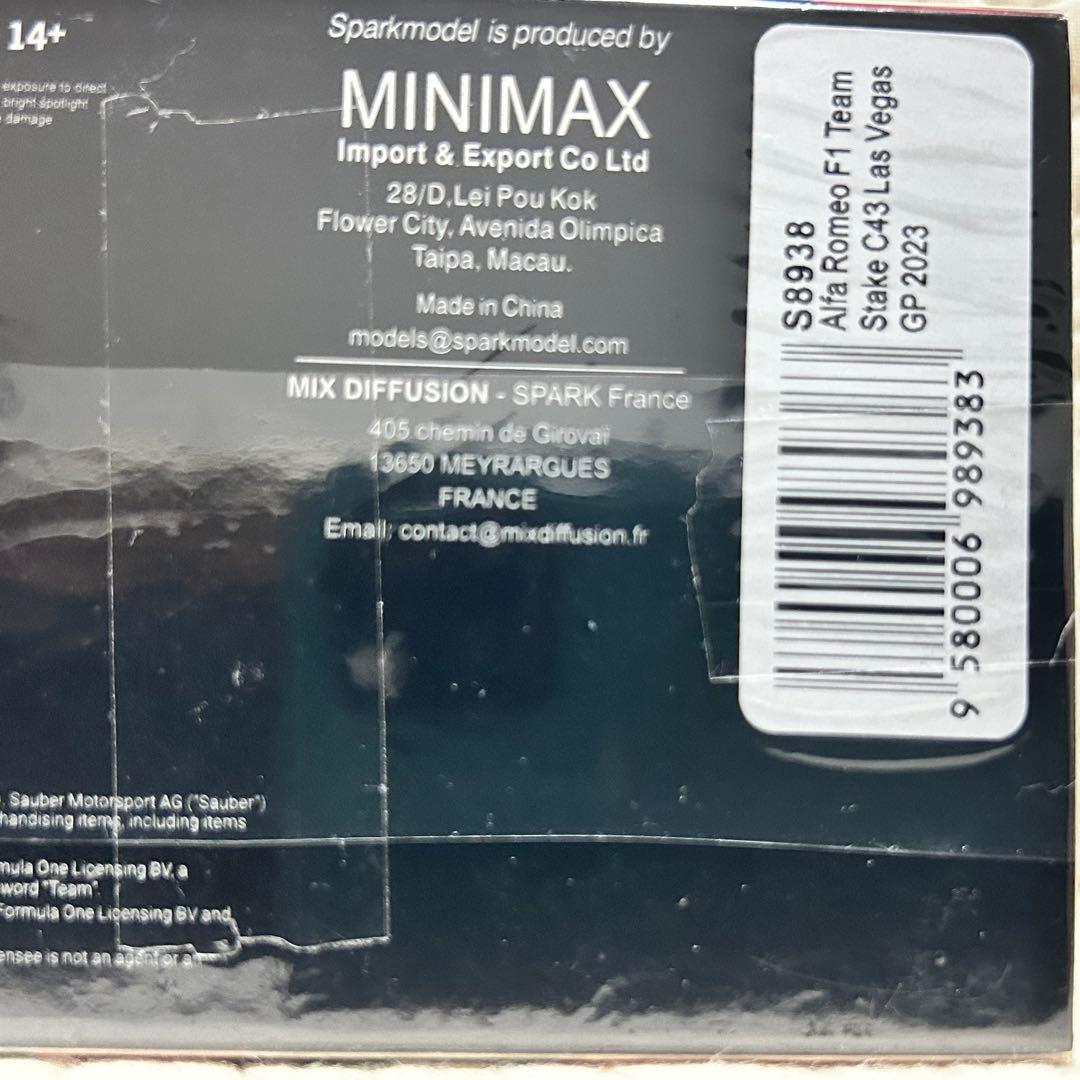 14+
exposure to direct
bright spotlight
damage
Sparkmodel is produced by
MINIMAX
Import & Export Co Ltd
28/D,Lei Pou Kok
Flower City, Avenida Olimpica
Taipa, Macau.
Made in China
models@sparkmodel.com
MIX DIFFUSION - SPARK France
405 chemin de Girovaï
13650 MEYRARGUES
FRANCE
Email: contact@mixdiffusion.fr
S8938
Alfa Romeo F1 Team
Stake C43 Las Vegas
GP 2023
9 580006 989383
Sauber Motorsport AG ("Sauber")
handising items, including items
mula One Licensing BV, a
word "Team".
Formula One Licensing BV and
ensee is not an agent or an